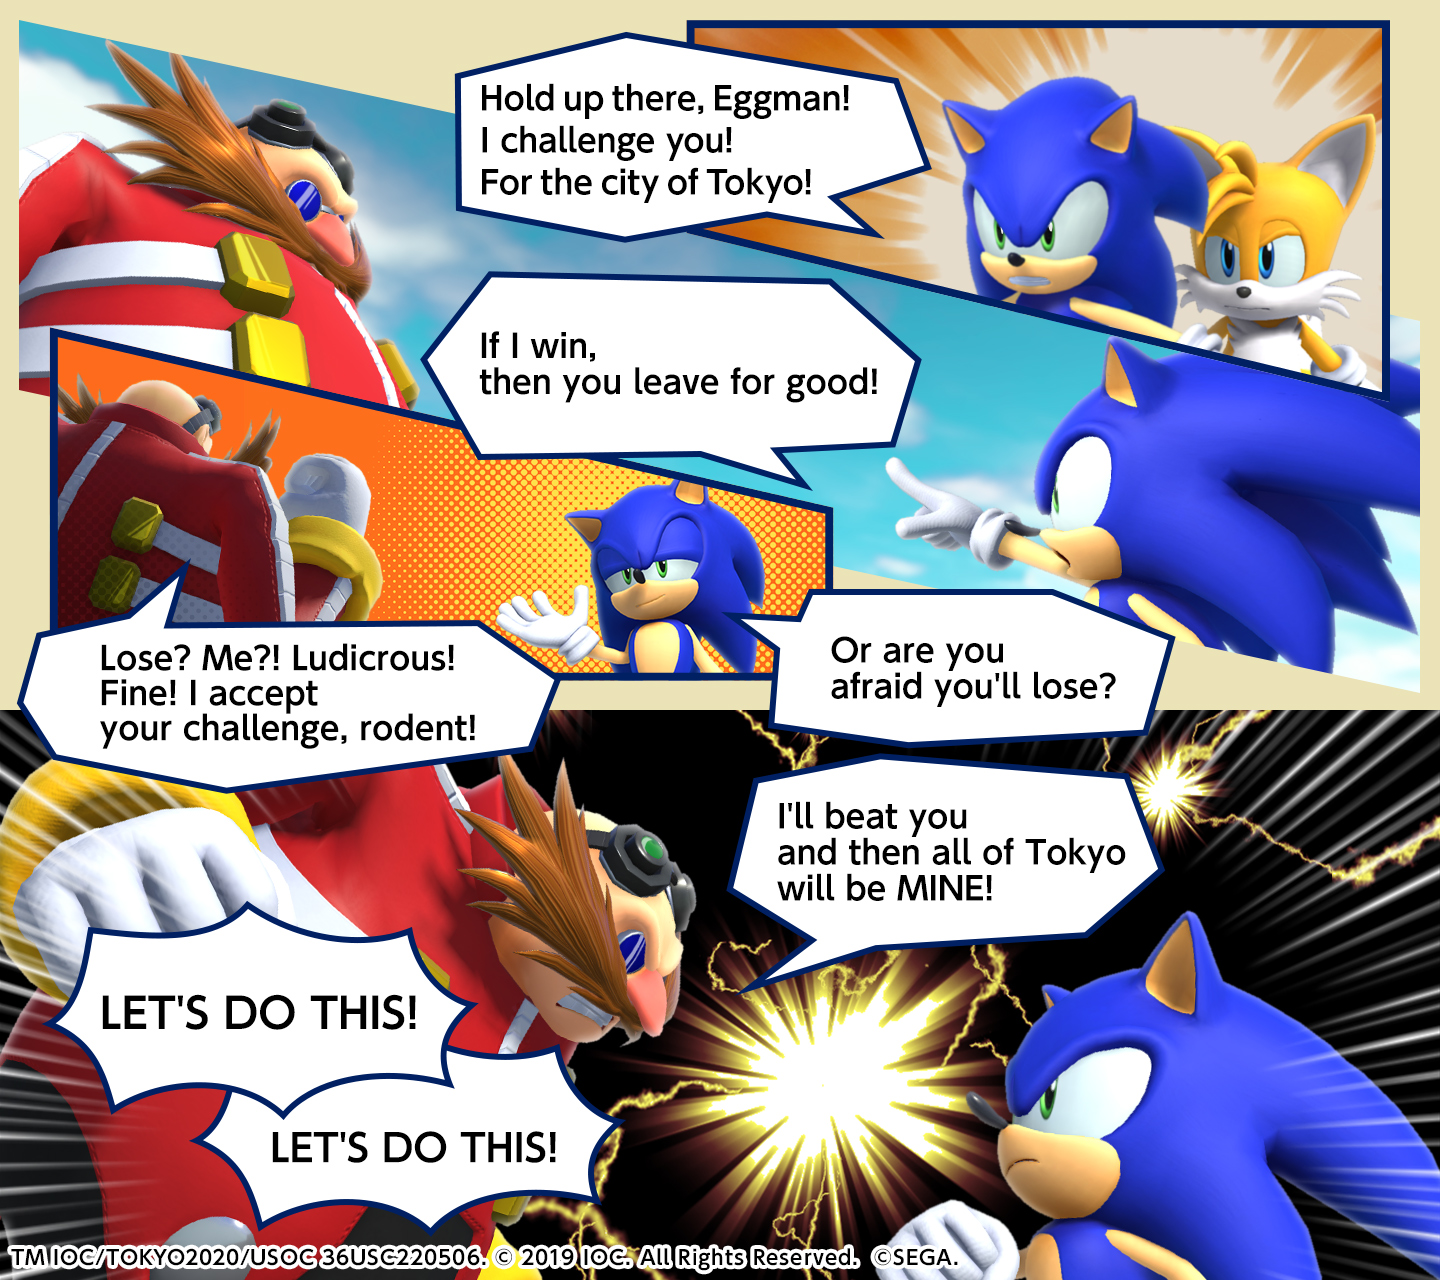 Hold up there, Eggman!
I challenge you!
For the city of Tokyo!
If I win,
then you leave for good!
Or are you
afraid you'll lose?
Lose? Me?! Ludicrous!
Fine! I accept
your challenge, rodent!
I'll beat you
and then all of Tokyo
will be MINE!
LET'S DO THIS!
LET'S DO THIS!
TM IOC/TOKYO2020/USOC 36USC220506. © 2019 IOC. All Rights Reserved. ©SEGA.